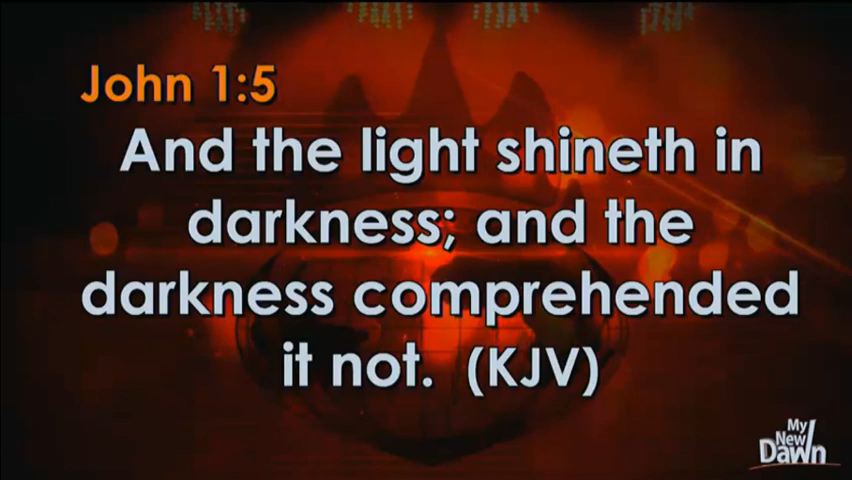 John 1:5
And the light shineth in
darkness; and the
darkness comprehended
it not. (KJV)
My
New
Dawn